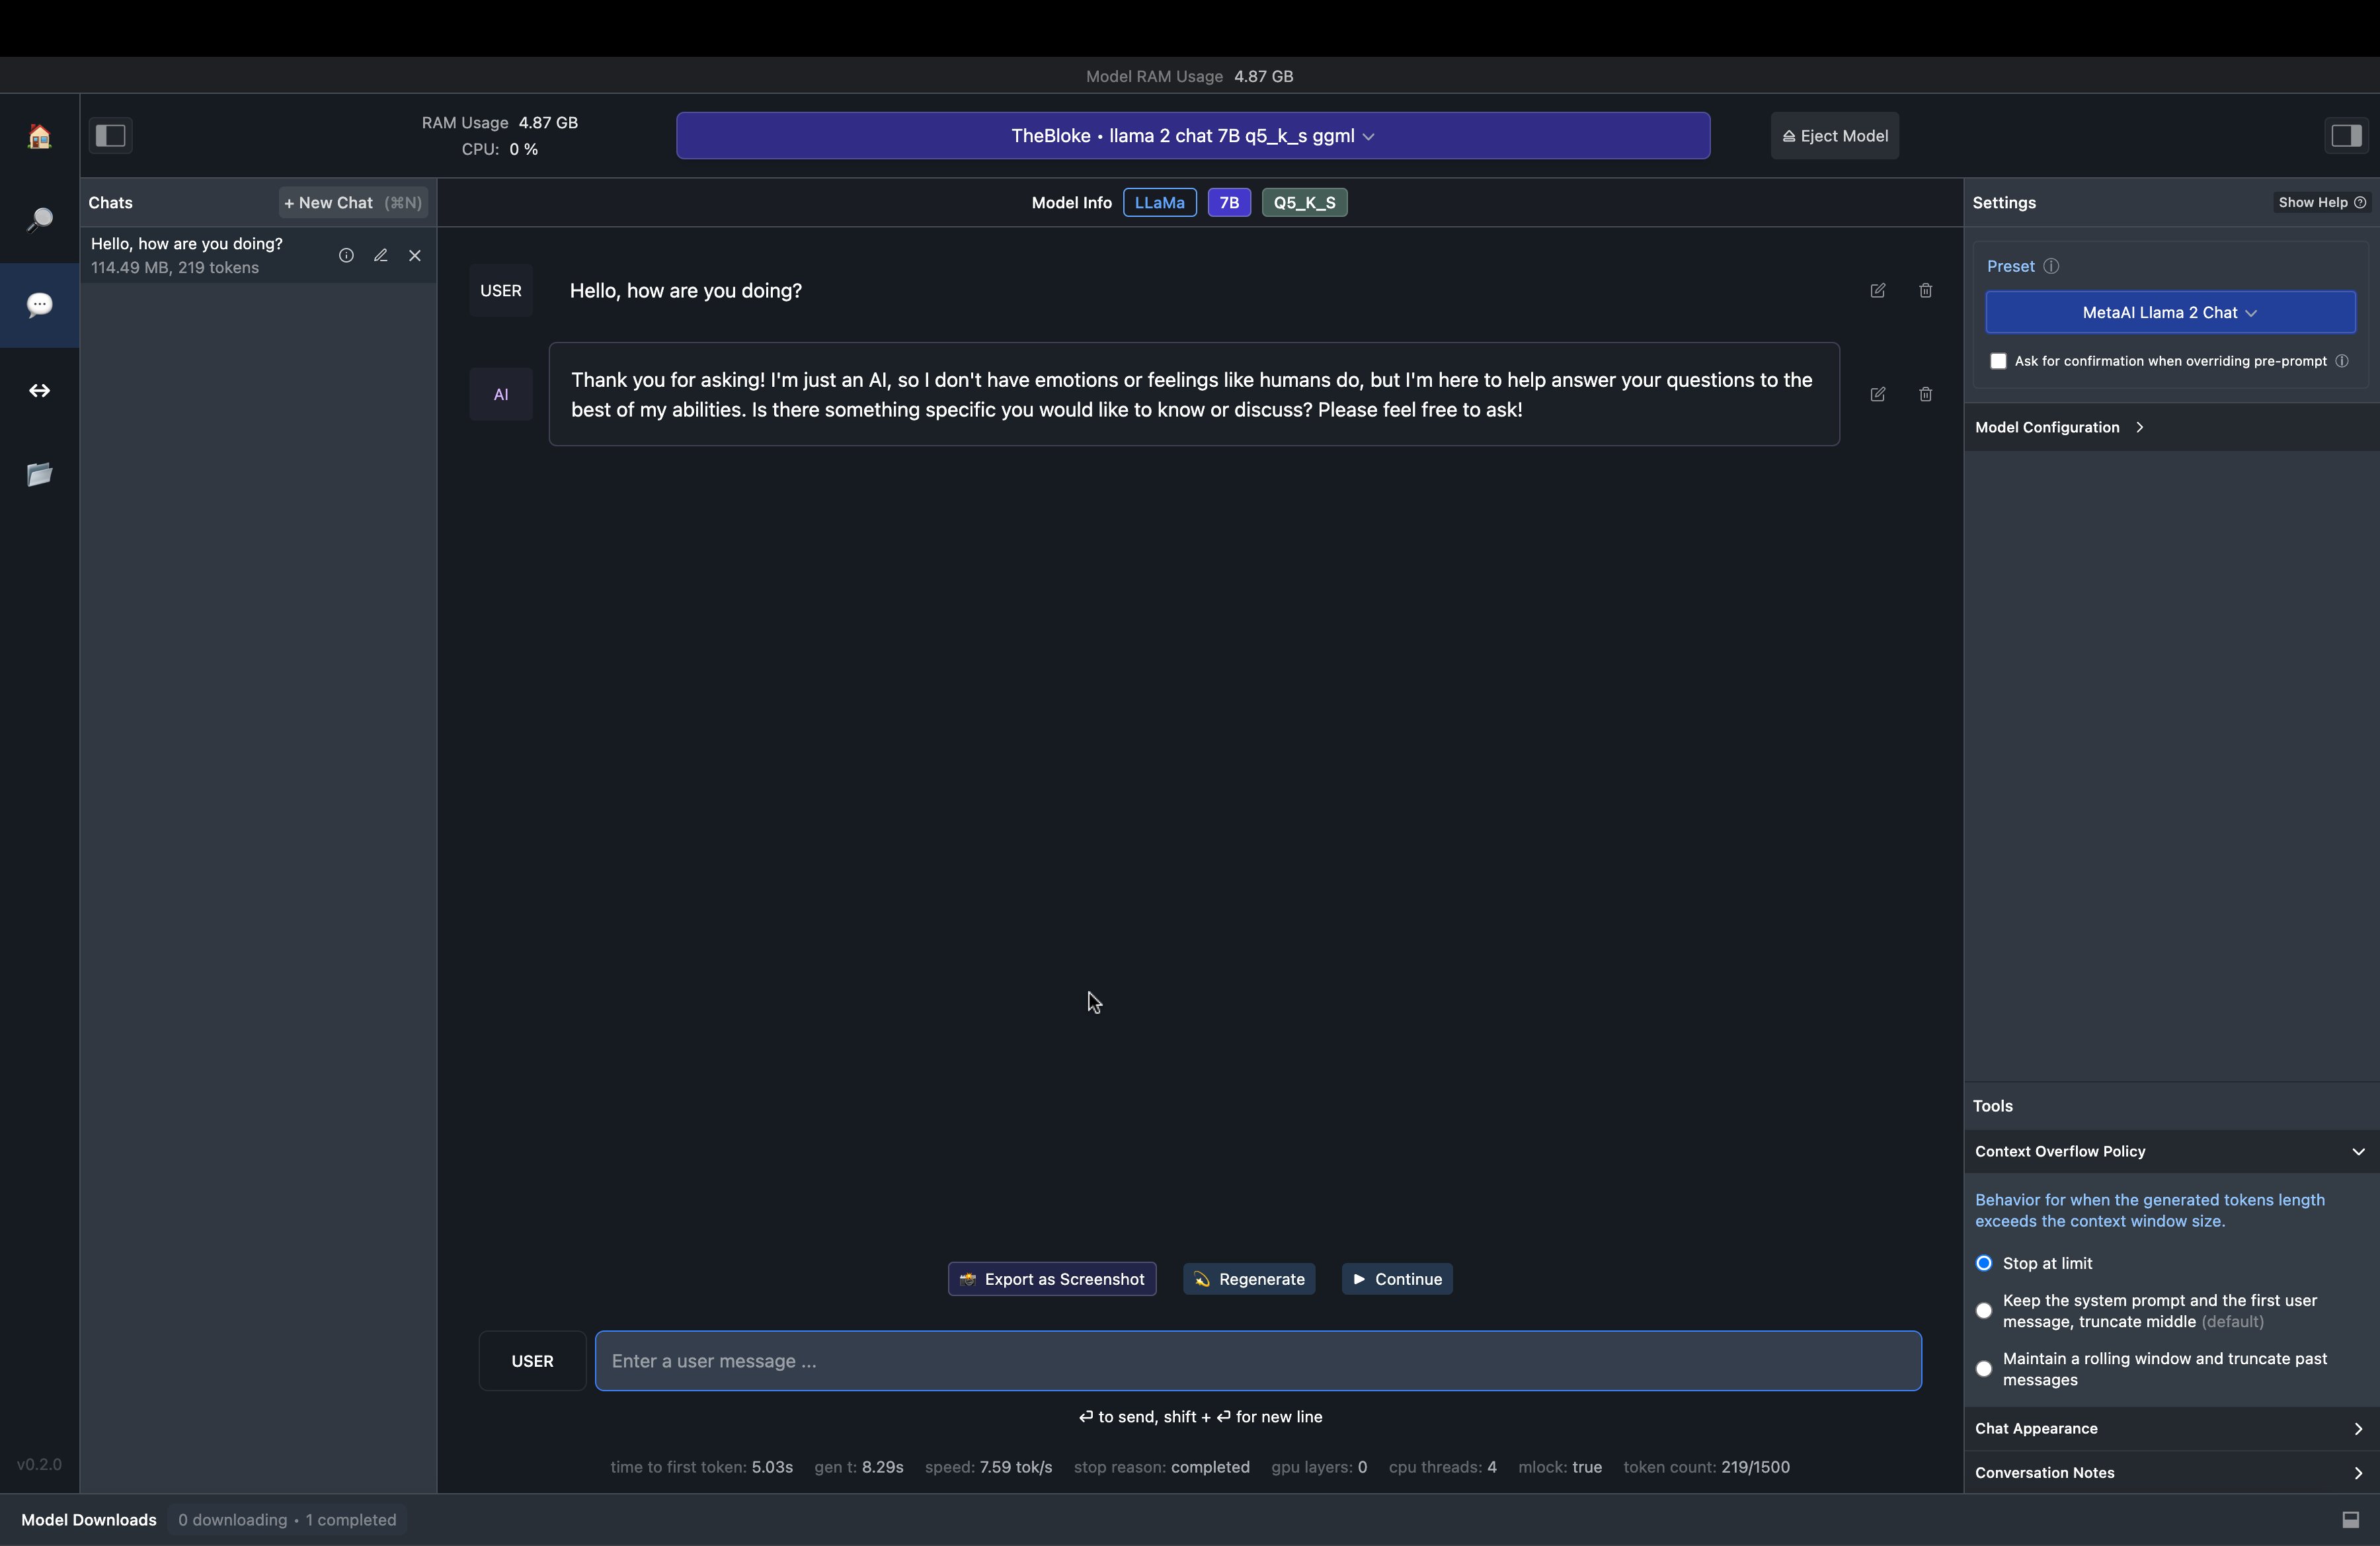 Model RAM Usage 4.87 GB
RAM Usage 4.87 GB
CPU: 0 %
TheBloke • llama 2 chat 7B q5_k_s ggml
Eject Model
Chats
+ New Chat (⌘N)
Hello, how are you doing?
114.49 MB, 219 tokens
Model Info LLaMa 7B Q5_K_S
USER
Hello, how are you doing?
AI
Thank you for asking! I'm just an AI, so I don't have emotions or feelings like humans do, but I'm here to help answer your questions to the
best of my abilities. Is there something specific you would like to know or discuss? Please feel free to ask!
Export as Screenshot
Regenerate
Continue
USER
Enter a user message ...
⏎ to send, shift + ⏎ for new line
time to first token: 5.03s gen t: 8.29s speed: 7.59 tok/s stop reason: completed gpu layers: 0 cpu threads: 4 mlock: true token count: 219/1500
Settings
Show Help
Preset
MetaAI Llama 2 Chat
Ask for confirmation when overriding pre-prompt
Model Configuration
Tools
Context Overflow Policy
Behavior for when the generated tokens length
exceeds the context window size.
Stop at limit
Keep the system prompt and the first user
message, truncate middle (default)
Maintain a rolling window and truncate past
messages
Chat Appearance
Conversation Notes
v0.2.0
Model Downloads 0 downloading • 1 completed